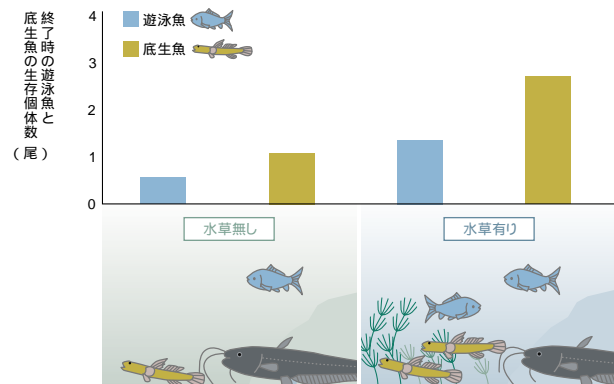 終了時の遊泳魚と
底生魚の生存個体数
(尾)
4
3
2
1
0
遊泳魚
底生魚
水草無し
水草有り